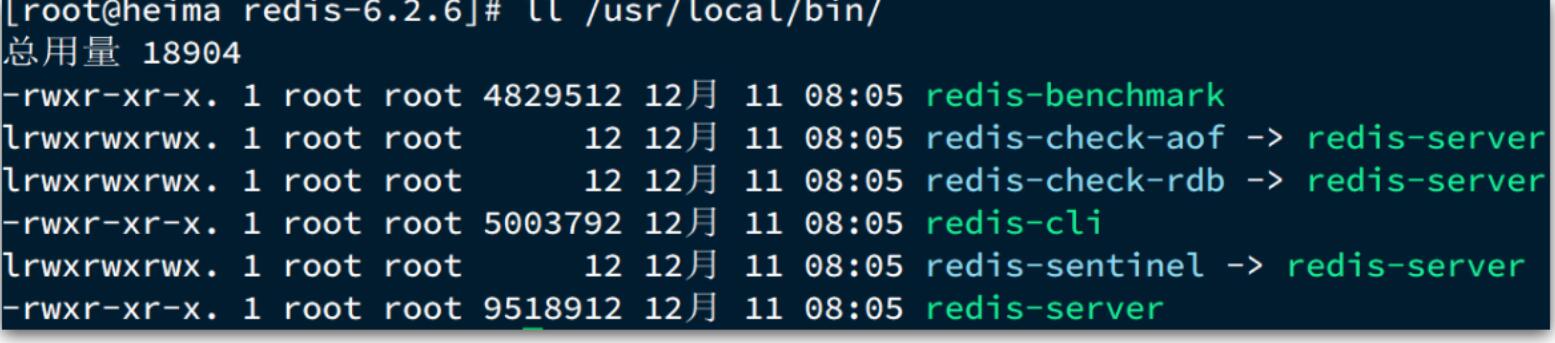 [root@heima redis-6.2.6]# ll /usr/local/bin/
总用量 18904
-rwxr-xr-x. 1 root root 4829512 12月 11 08:05 redis-benchmark
lrwxrwxrwx. 1 root root      12 12月 11 08:05 redis-check-aof -> redis-server
lrwxrwxrwx. 1 root root      12 12月 11 08:05 redis-check-rdb -> redis-server
-rwxr-xr-x. 1 root root 5003792 12月 11 08:05 redis-cli
lrwxrwxrwx. 1 root root      12 12月 11 08:05 redis-sentinel -> redis-server
-rwxr-xr-x. 1 root root 9518912 12月 11 08:05 redis-server